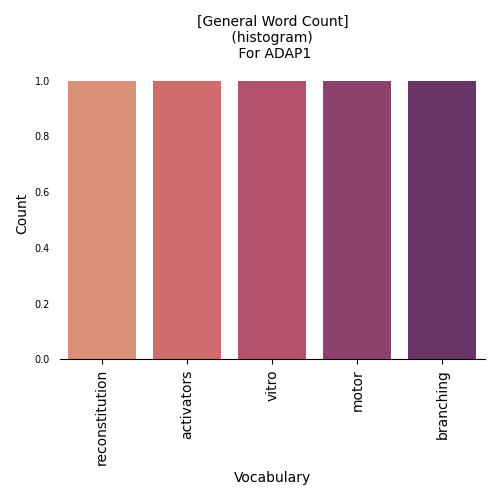 [General Word Count]
(histogram)
For ADAP1
1.0
0.8
0.6
0.4
0.2
0.0
Count
reconstitution
activators
vitro
motor
branching
Vocabulary